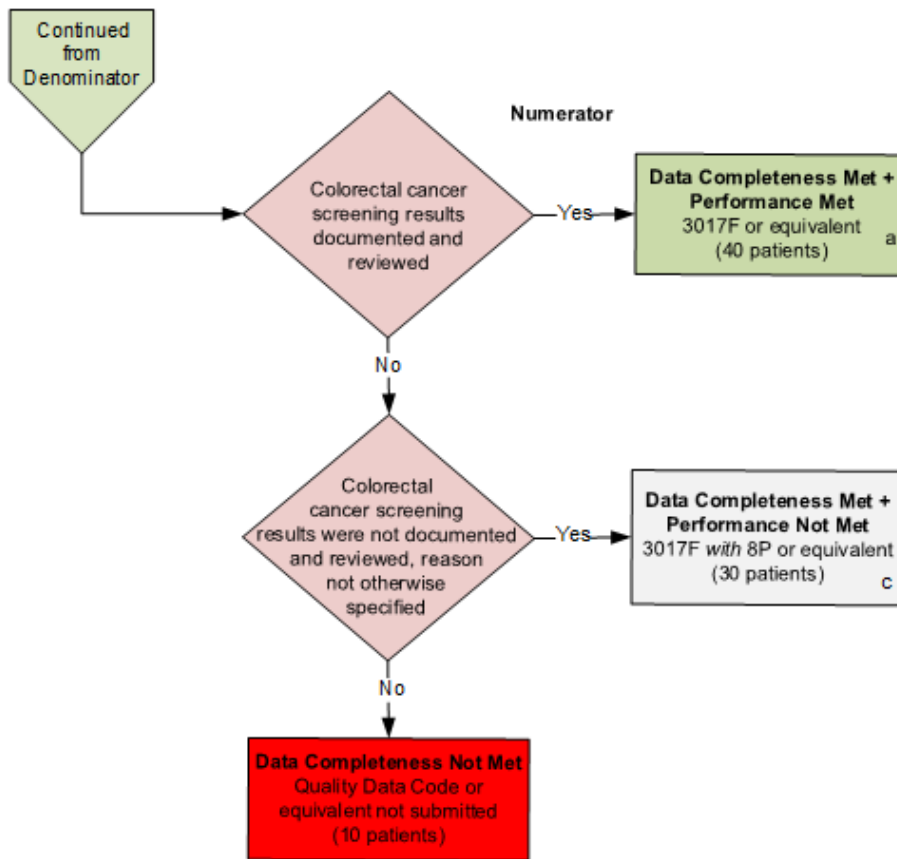 Continued
from
Denominator
Numerator
Colorectal cancer
screening results
documented and
reviewed
Yes
Data Completeness Met +
Performance Met
3017F or equivalent
(40 patients)
a
No
Colorectal
cancer screening
results were not documented
and reviewed, reason
not otherwise
specified
Yes
Data Completeness Met +
Performance Not Met
3017F with 8P or equivalent
(30 patients)
c
No
Data Completeness Not Met
Quality Data Code or
equivalent not submitted
(10 patients)